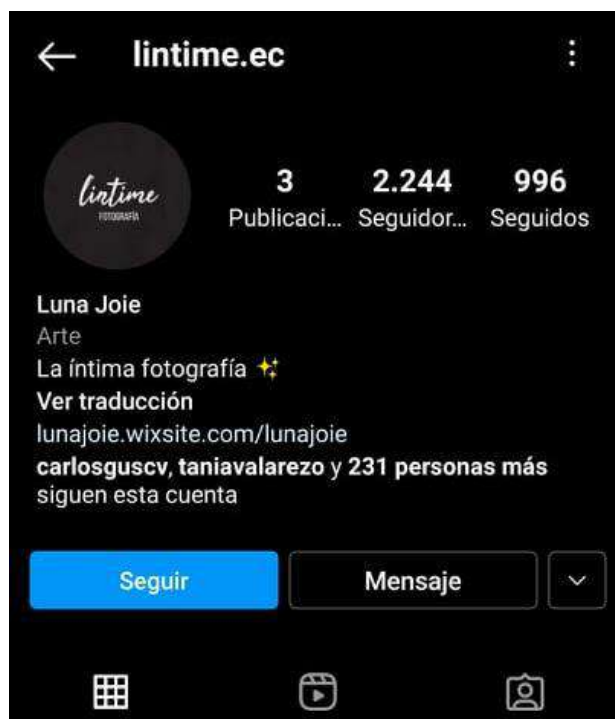 lintime.ec
lintime
FOTOGRAFÍA
3 2.244 996
Publicaci... Seguidor... Seguidos
Luna Joie
Arte
La íntima fotografía ✨
Ver traducción
lunajoie.wixsite.com/lunajoie
carlosguscv, taniavalarezo y 231 personas más
siguen esta cuenta
Seguir Mensaje